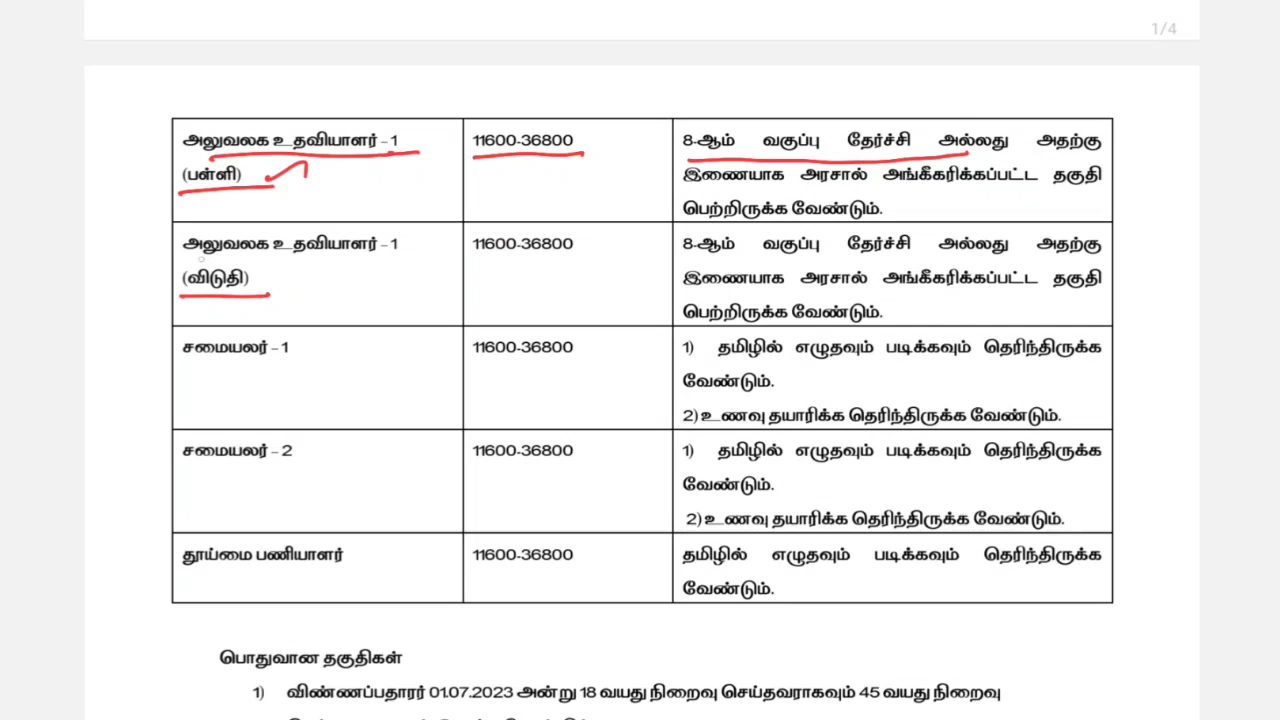 1/4
அலுவலக உதவியாளர் - 1
(பள்ளி)
11600-36800
8-ஆம் வகுப்பு தேர்ச்சி அல்லது அதற்கு
இணையாக அரசால் அங்கீகரிக்கப்பட்ட தகுதி
பெற்றிருக்க வேண்டும்.
அலுவலக உதவியாளர் - 1
(விடுதி)
11600-36800
8-ஆம் வகுப்பு தேர்ச்சி அல்லது அதற்கு
இணையாக அரசால் அங்கீகரிக்கப்பட்ட தகுதி
பெற்றிருக்க வேண்டும்.
சமையலர் - 1
11600-36800
1) தமிழில் எழுதவும் படிக்கவும் தெரிந்திருக்க
வேண்டும்.
2) உணவு தயாரிக்க தெரிந்திருக்க வேண்டும்.
சமையலர் - 2
11600-36800
1) தமிழில் எழுதவும் படிக்கவும் தெரிந்திருக்க
வேண்டும்.
2) உணவு தயாரிக்க தெரிந்திருக்க வேண்டும்.
தூய்மை பணியாளர்
11600-36800
தமிழில் எழுதவும் படிக்கவும் தெரிந்திருக்க
வேண்டும்.
பொதுவான தகுதிகள்
1) விண்ணப்பதாரர் 01.07.2023 அன்று 18 வயது நிறைவு செய்தவராகவும் 45 வயது நிறைவு